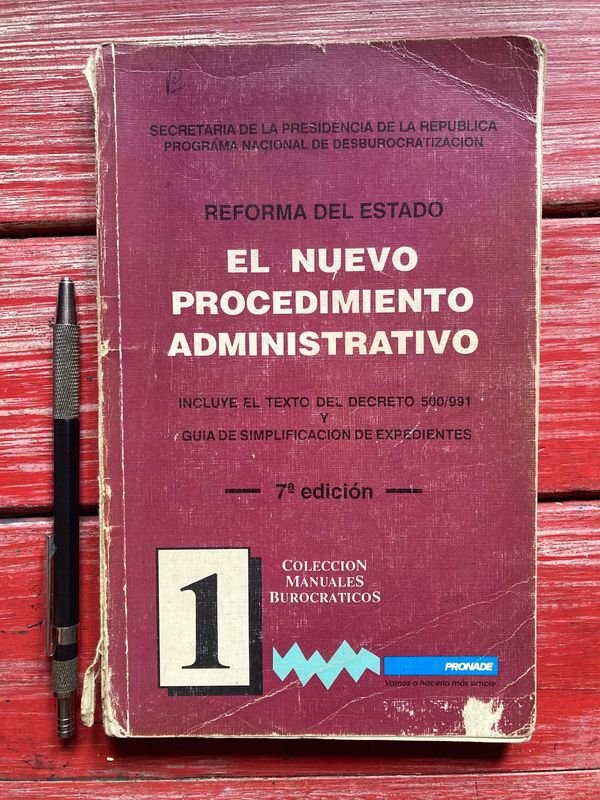 SECRETARIA DE LA PRESIDENCIA DE LA REPUBLICA
PROGRAMA NACIONAL DE DESBUROCRATIZACIÓN
REFORMA DEL ESTADO
EL NUEVO
PROCEDIMIENTO
ADMINISTRATIVO
INCLUYE EL TEXTO DEL DECRETO 500/991
Y
GUIA DE SIMPLIFICACION DE EXPEDIENTES
7ª edición
1
COLECCION
MANUALES
BUROCRATICOS
PRONADE
Vamos a hacerlo más simple